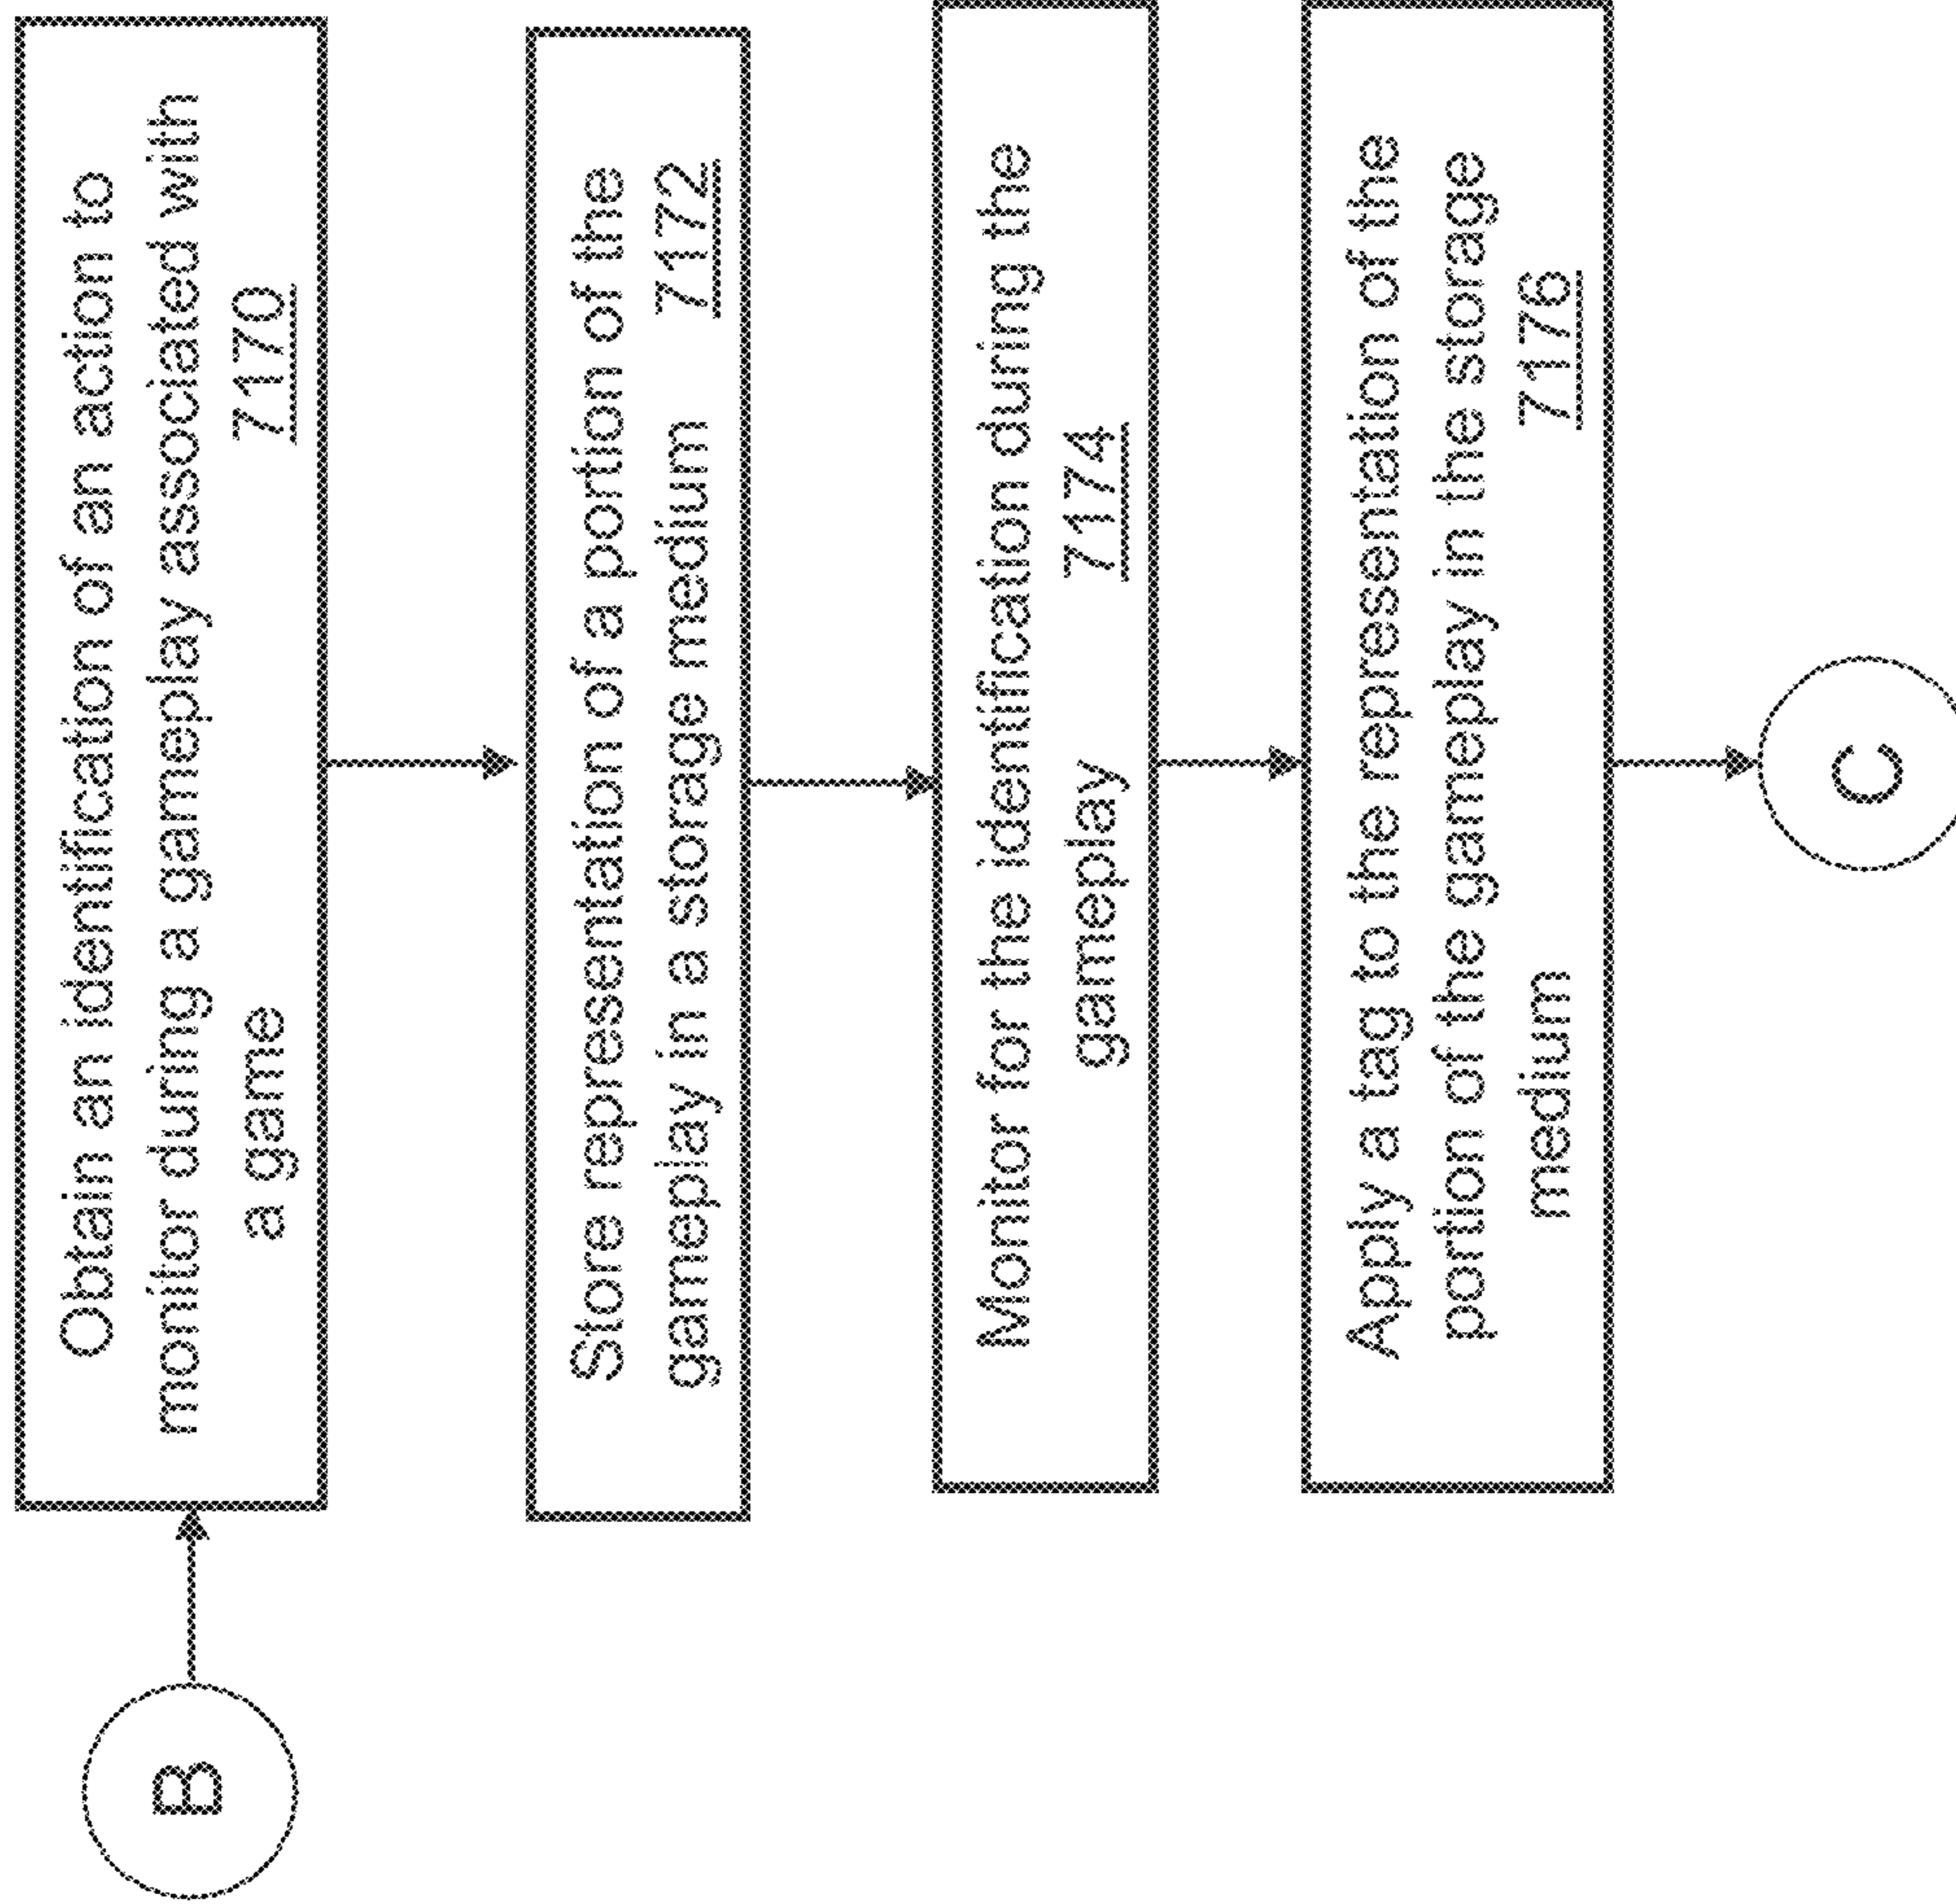 B
Obtain an identification of an action to
monitor during a gameplay associated with
a game 7170
Store representation of a portion of the
gameplay in a storage medium 7172
Monitor for the identification during the
gameplay 7174
Apply a tag to the representation of the
portion of the gameplay in the storage
medium 7176
C